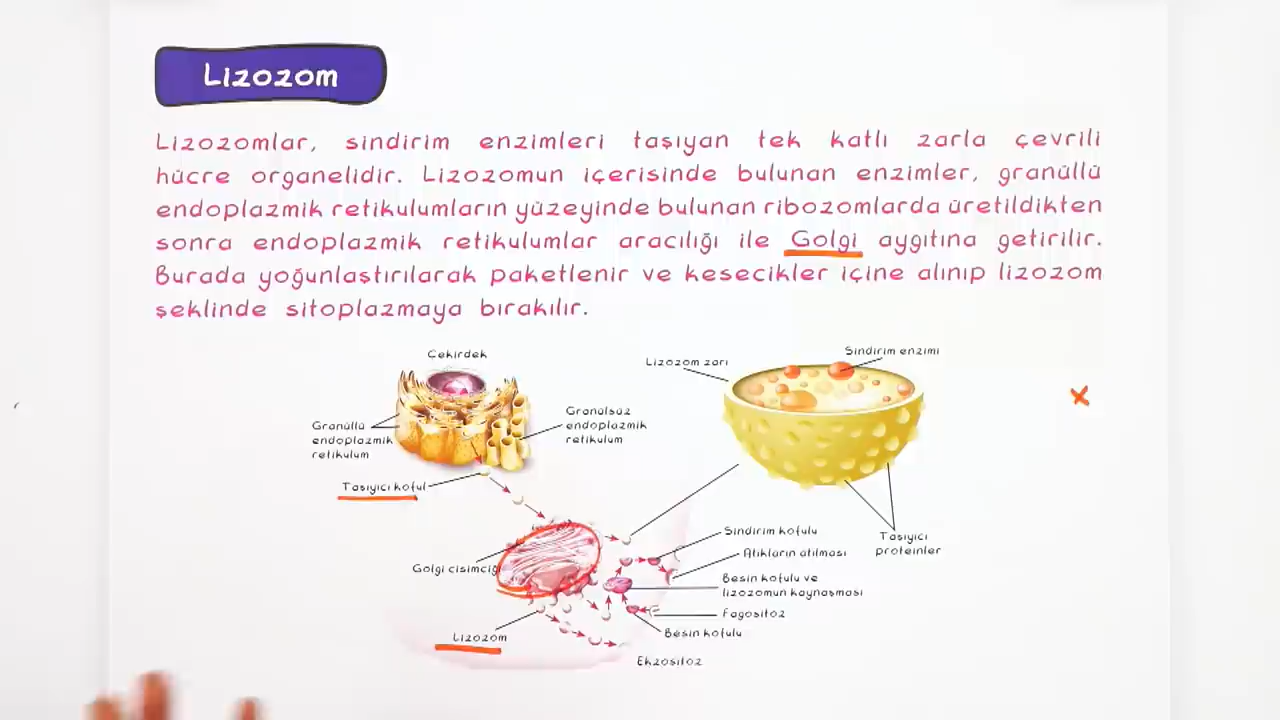 Lizozom
Lizozomlar, sindirim enzimleri taşıyan tek katlı zarla çevrili
hücre organelidir. Lizozomun içerisinde bulunan enzimler, granüllü
endoplazmik retikulumların yüzeyinde bulunan ribozomlarda üretildikten
sonra endoplazmik retikulumlar aracılığı ile Golgi aygıtına getirilir.
Burada yoğunlaştırılarak paketlenir ve kesecikler içine alınıp lizozom
şeklinde sitoplazmaya bırakılır.
Çekirdek
Granüllü
endoplazmik
retikulum
Granülsüz
endoplazmik
retikulum
Taşıyıcı koful
Golgi cisimciği
Lizozom
Lizozom zarı
Sindirim enzimi
Taşıyıcı
proteinler
Sindirim kofulu
Atıkların atılması
Besin kofulu ve
lizozomun kaynaşması
Fagositoz
Besin kofulu
Ekzositoz